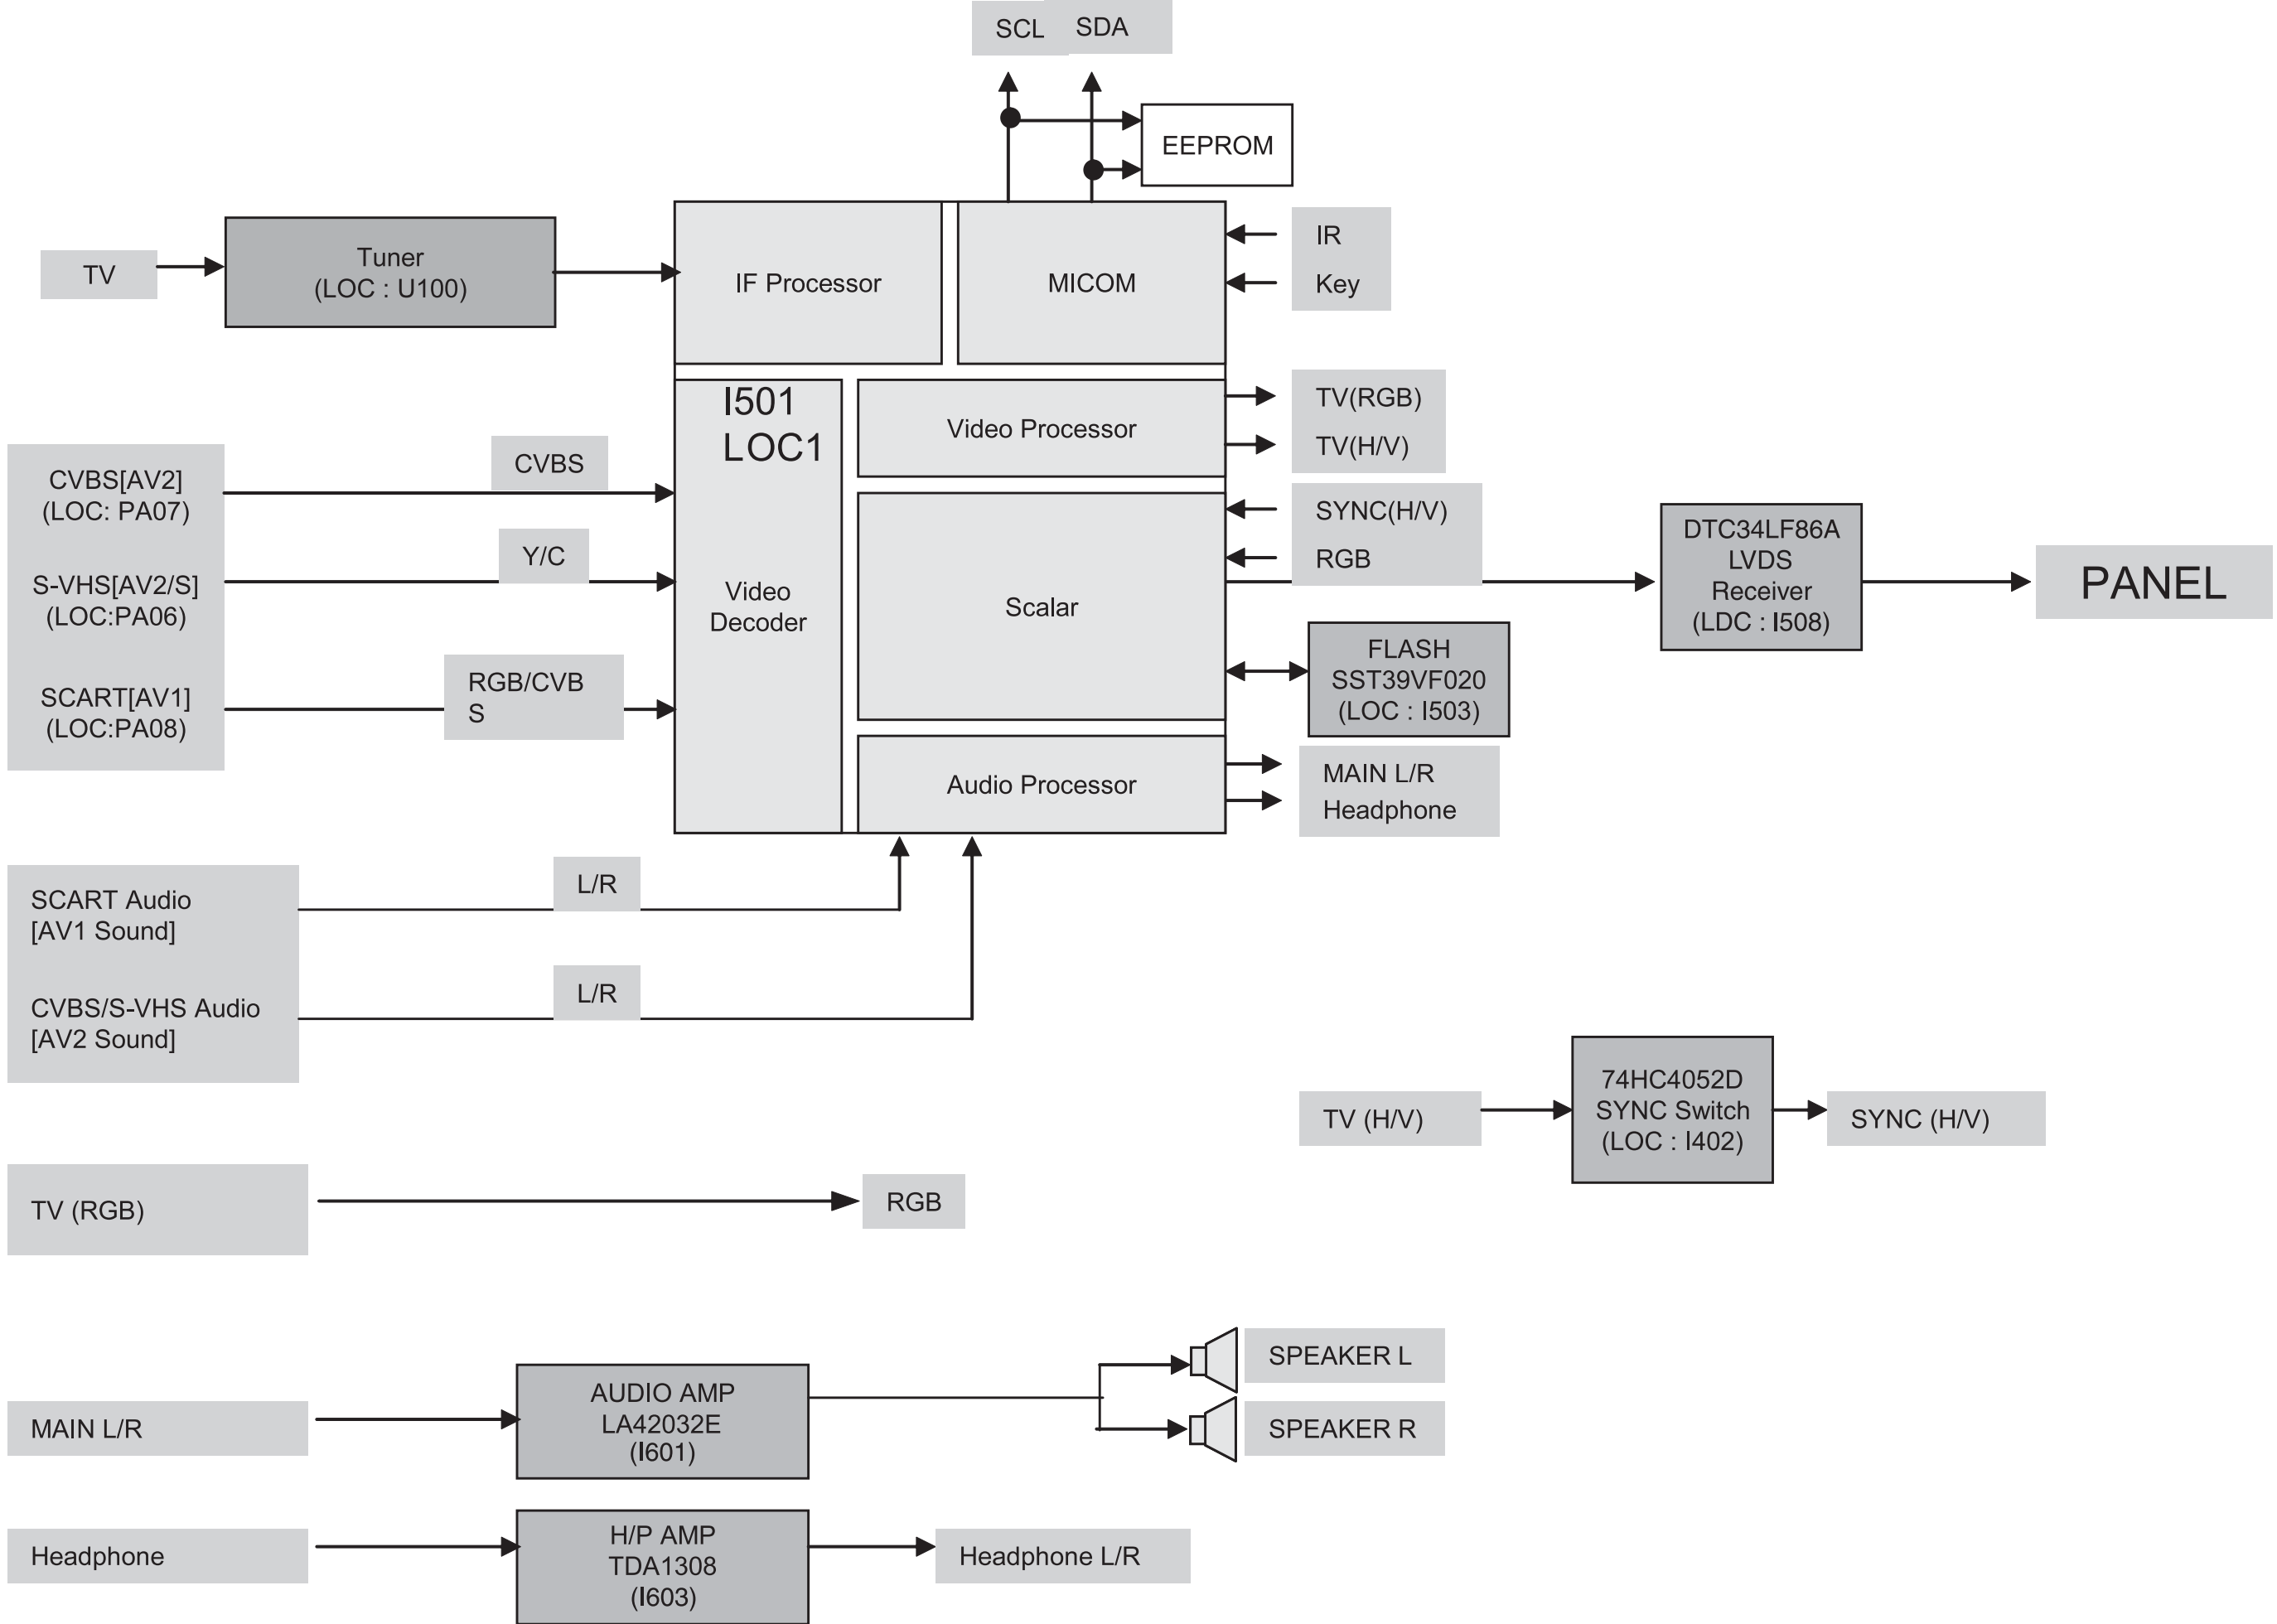 SCL
SDA
EEPROM
TV
Tuner
(LOC : U100)
IF Processor
MICOM
IR
Key
I501
LOC1
Video Processor
TV(RGB)
TV(H/V)
CVBS[AV2]
(LOC: PA07)
CVBS
S-VHS[AV2/S]
(LOC:PA06)
Y/C
SCART[AV1]
(LOC:PA08)
RGB/CVB
S
Video
Decoder
Scalar
SYNC(H/V)
RGB
DTC34LF86A
LVDS
Receiver
(LDC : I508)
PANEL
FLASH
SST39VF020
(LOC : I503)
Audio Processor
MAIN L/R
Headphone
SCART Audio
[AV1 Sound]
L/R
CVBS/S-VHS Audio
[AV2 Sound]
L/R
TV (H/V)
74HC4052D
SYNC Switch
(LOC : I402)
SYNC (H/V)
TV (RGB)
RGB
MAIN L/R
AUDIO AMP
LA42032E
(I601)
SPEAKER L
SPEAKER R
Headphone
H/P AMP
TDA1308
(I603)
Headphone L/R